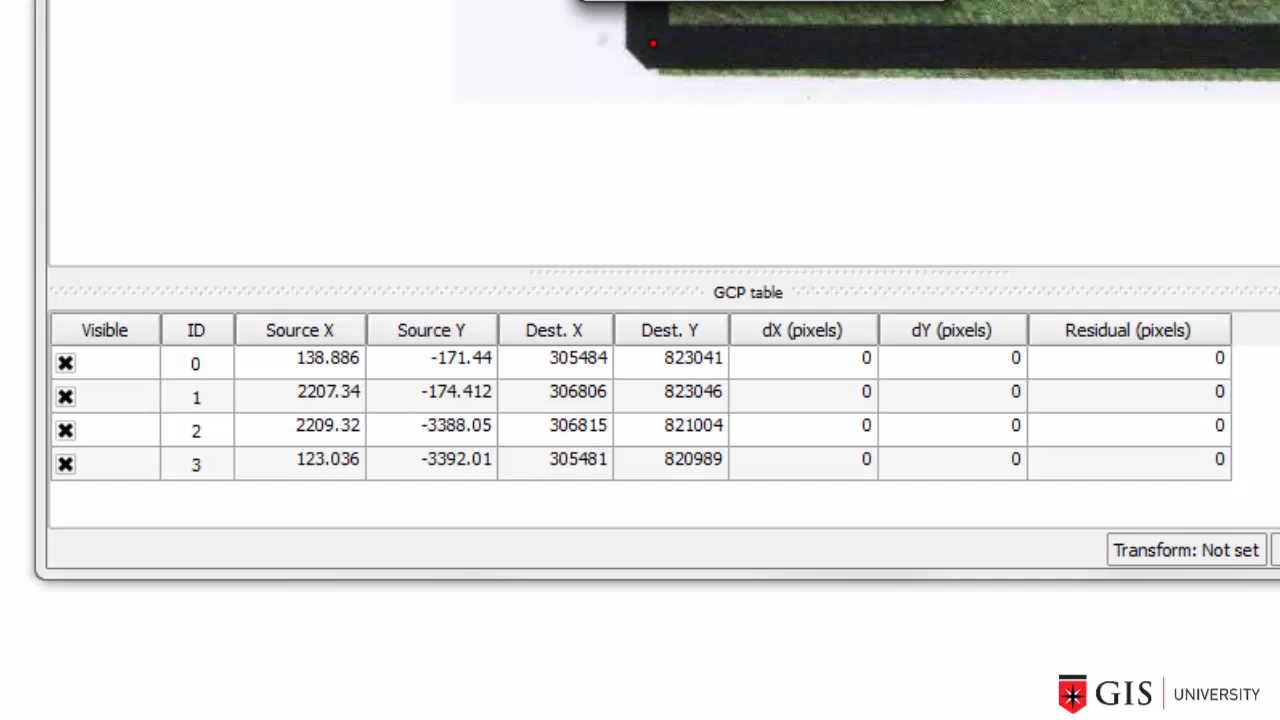 GCP table
Visible ID Source X Source Y Dest. X Dest. Y dX (pixels) dY (pixels) Residual (pixels)
0 138.886 -171.44 305484 823041 0 0 0
1 2207.34 -174.412 306806 823046 0 0 0
2 2209.32 -3388.05 306815 821004 0 0 0
3 123.036 -3392.01 305481 820989 0 0 0
Transform: Not set
GIS UNIVERSITY